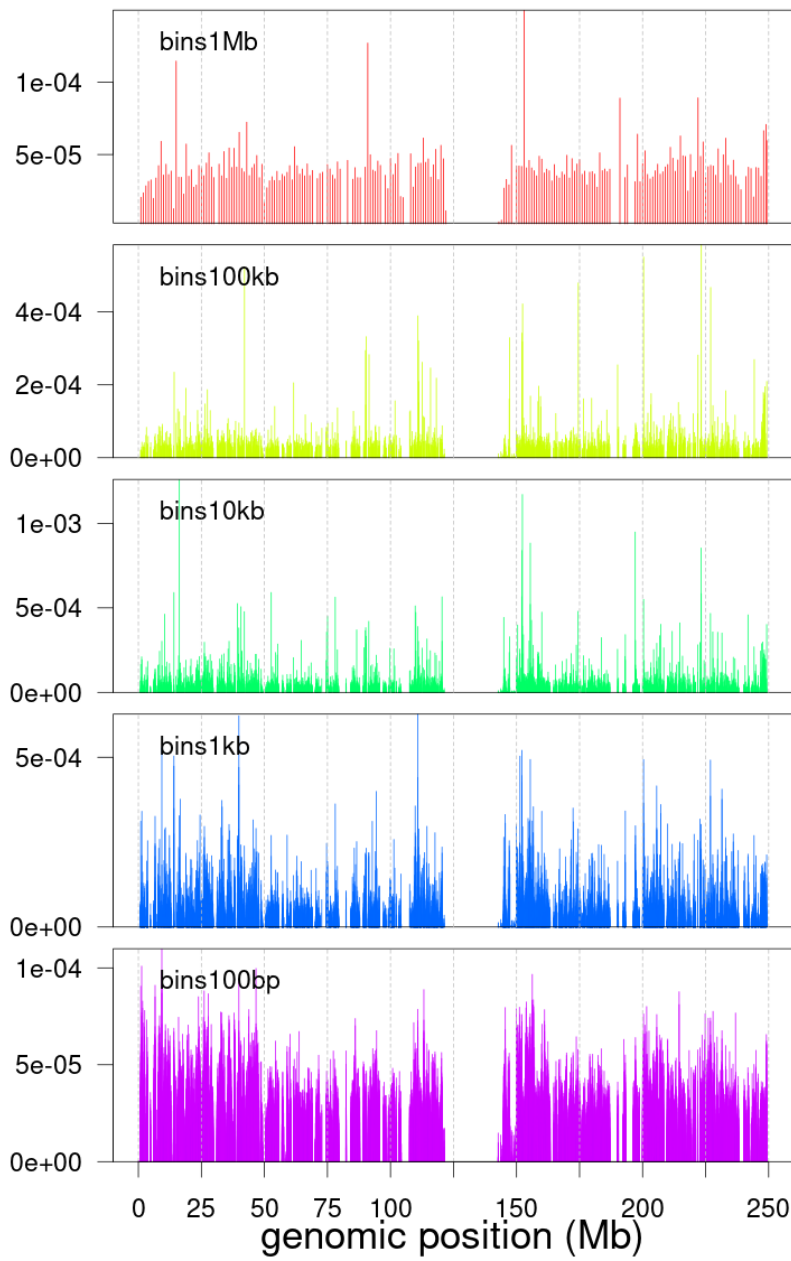 bins1Mb
1e-04
5e-05
bins100kb
4e-04
2e-04
0e+00
bins10kb
1e-03
5e-04
0e+00
bins1kb
5e-04
0e+00
bins100bp
1e-04
5e-05
0e+00
0 25 50 75 100 150 200 250
genomic position (Mb)